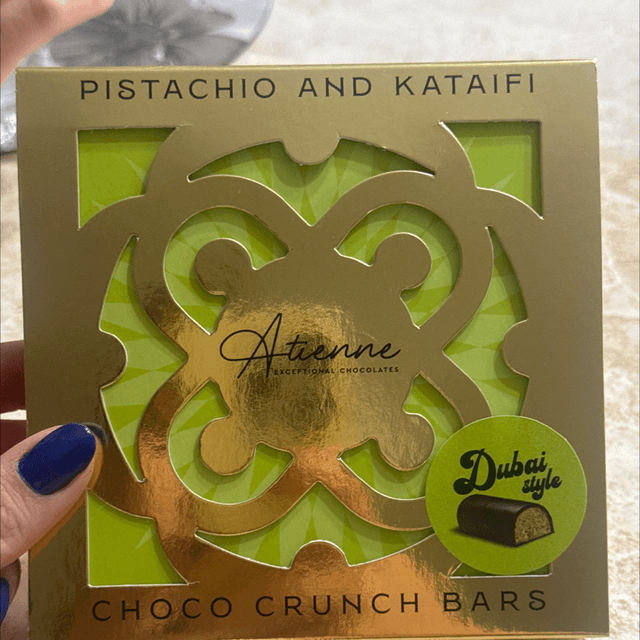 PISTACHIO AND KATAIFI
Atienne
EXCEPTIONAL CHOCOLATES
Dubai
style
CHOCO CRUNCH BARS